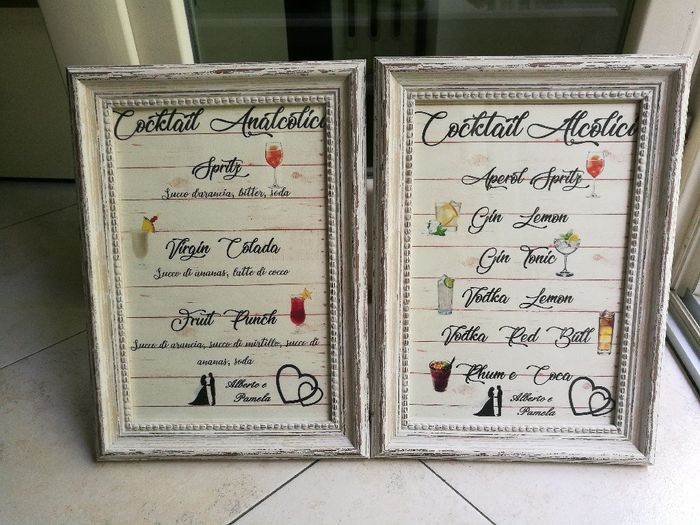 Cocktail Analcolici
Spritz
Succo d'arancia, bitter, soda
Virgin Colada
Succo di ananas, latte di cocco
Fruit Punch
Succo di arancia, succo di mirtillo, succo di
ananas, soda
Alberto e
Pamela
Cocktail Alcolici
Aperol Spritz
Gin Lemon
Gin Tonic
Vodka Lemon
Vodka Red Bull
Rhum e Coca
Alberto e
Pamela